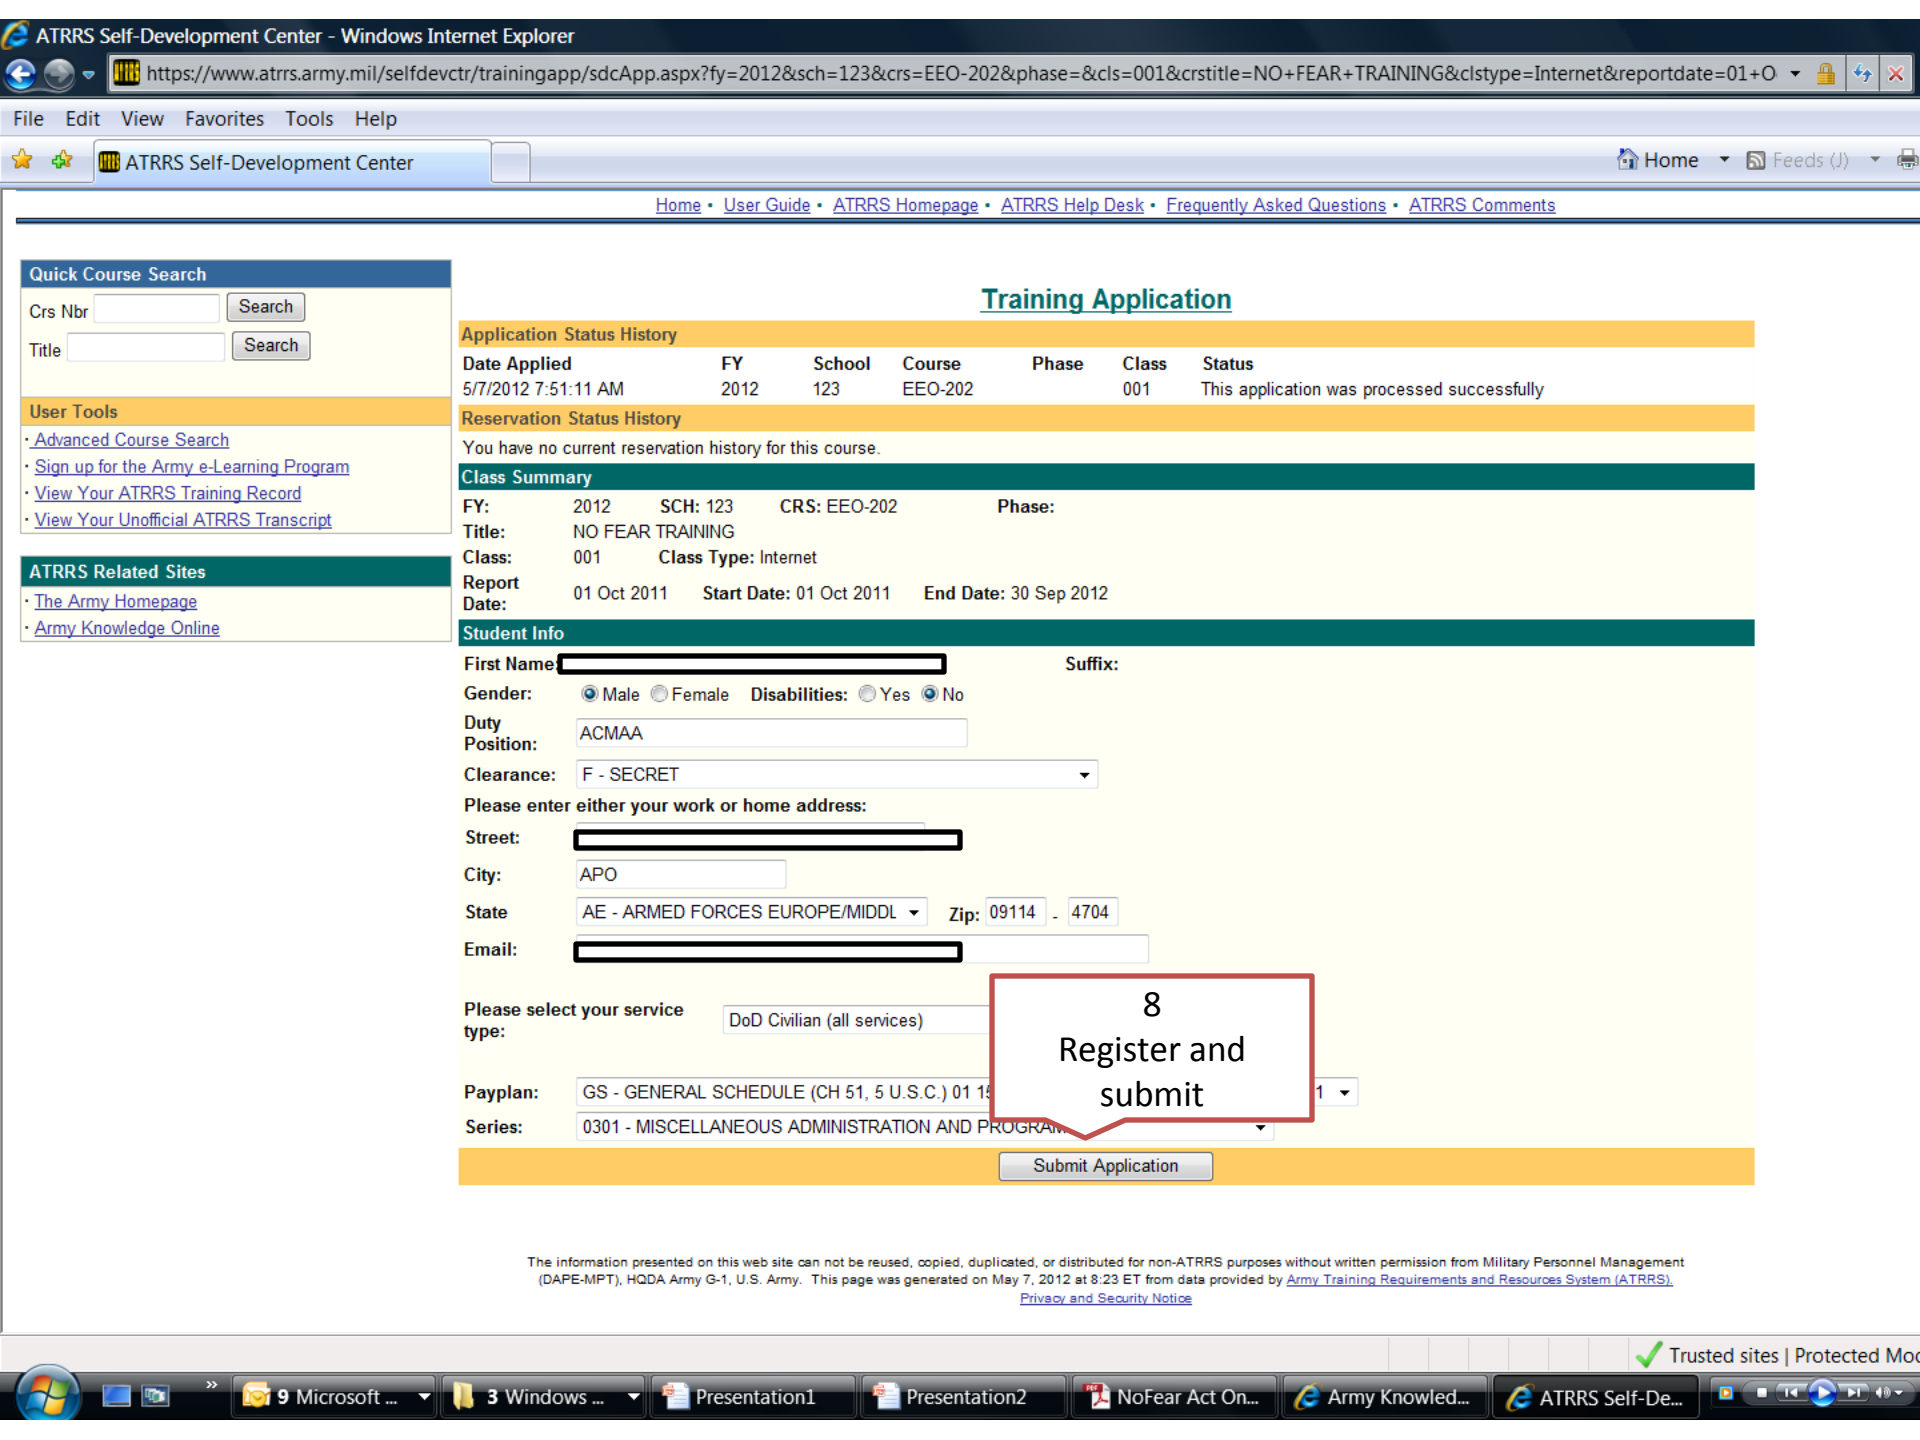 ATRRS Self-Development Center - Windows Internet Explorer
https://www.atrrs.army.mil/selfdevctr/trainingapp/sdcApp.aspx?fy=2012&sch=123&crs=EEO-202&phase=&cls=001&crstitle=NO+FEAR+TRAINING&clstype=Internet&reportdate=01+O
File Edit View Favorites Tools Help
ATRRS Self-Development Center
Home
Feeds (J)
Home • User Guide • ATRRS Homepage • ATRRS Help Desk • Frequently Asked Questions • ATRRS Comments
Quick Course Search
Crs Nbr Search
Title Search
User Tools
· Advanced Course Search
· Sign up for the Army e-Learning Program
· View Your ATRRS Training Record
· View Your Unofficial ATRRS Transcript
ATRRS Related Sites
· The Army Homepage
· Army Knowledge Online
Training Application
Application Status History
Date Applied FY School Course Phase Class Status
5/7/2012 7:51:11 AM 2012 123 EEO-202 001 This application was processed successfully
Reservation Status History
You have no current reservation history for this course.
Class Summary
FY: 2012 SCH: 123 CRS: EEO-202 Phase:
Title: NO FEAR TRAINING
Class: 001 Class Type: Internet
Report Date: 01 Oct 2011 Start Date: 01 Oct 2011 End Date: 30 Sep 2012
Student Info
First Name: Suffix:
Gender: Male Female Disabilities: Yes No
Duty Position: ACMAA
Clearance: F - SECRET
Please enter either your work or home address:
Street:
City: APO
State AE - ARMED FORCES EUROPE/MIDDL Zip: 09114 - 4704
Email:
Please select your service type: DoD Civilian (all services)
Payplan: GS - GENERAL SCHEDULE (CH 51, 5 U.S.C.) 01 15 1
Series: 0301 - MISCELLANEOUS ADMINISTRATION AND PROGRAM
8
Register and
submit
Submit Application
The information presented on this web site can not be reused, copied, duplicated, or distributed for non-ATRRS purposes without written permission from Military Personnel Management
(DAPE-MPT), HQDA Army G-1, U.S. Army. This page was generated on May 7, 2012 at 8:23 ET from data provided by Army Training Requirements and Resources System (ATRRS).
Privacy and Security Notice
Trusted sites | Protected Mod
9 Microsoft ...
3 Windows ...
Presentation1
Presentation2
NoFear Act On...
Army Knowled...
ATRRS Self-De...